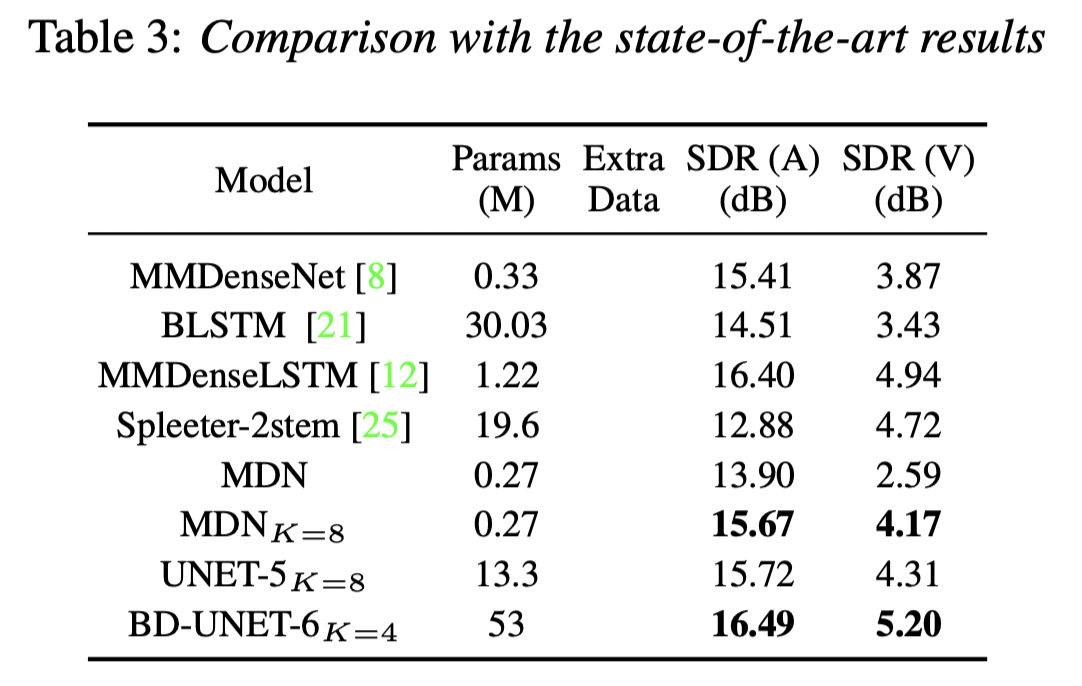 Table 3: Comparison with the state-of-the-art results
Model Params (M) Extra Data SDR (A) (dB) SDR (V) (dB)
MMDenseNet [8] 0.33 15.41 3.87
BLSTM [21] 30.03 14.51 3.43
MMDenseLSTM [12] 1.22 16.40 4.94
Spleeter-2stem [25] 19.6 12.88 4.72
MDN 0.27 13.90 2.59
MDN K=8 0.27 15.67 4.17
UNET-5 K=8 13.3 15.72 4.31
BD-UNET-6 K=4 53 16.49 5.20